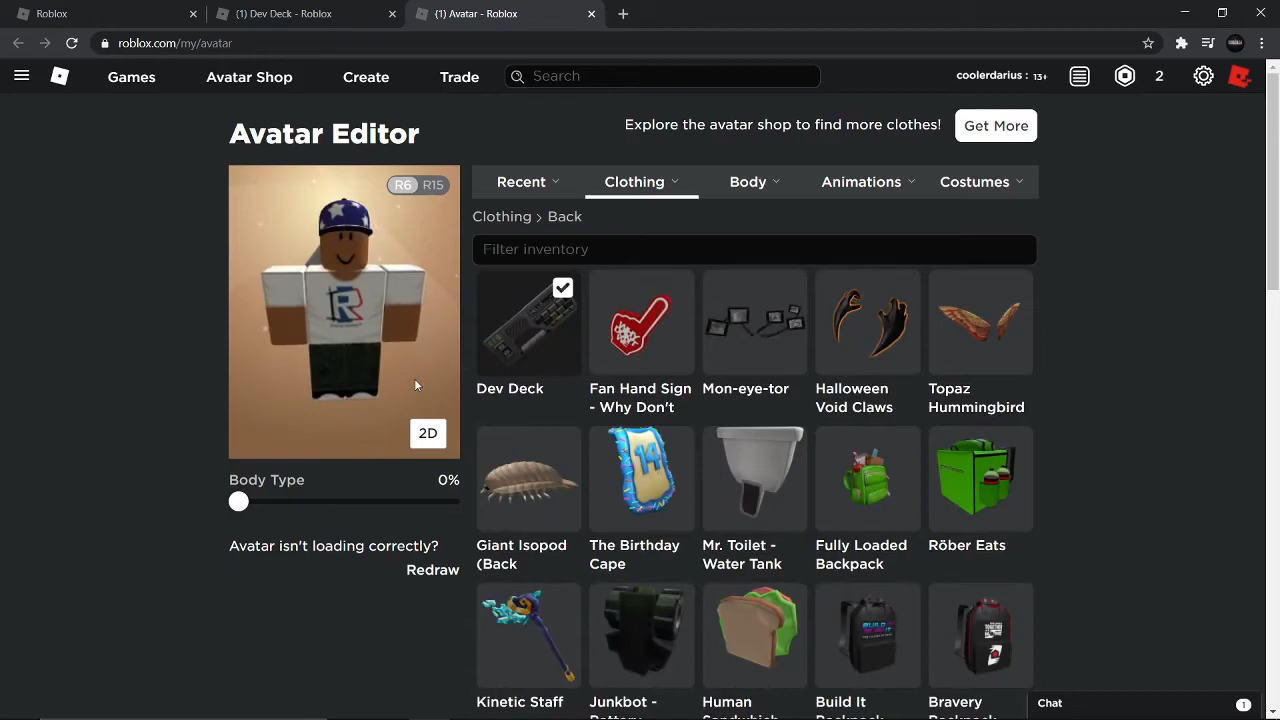 Roblox
{1} Dev Deck - Roblox
{1} Avatar - Roblox
roblox.com/my/avatar
Games
Avatar Shop
Create
Trade
Search
coolerdarius : 13+
2
Avatar Editor
Explore the avatar shop to find more clothes!
Get More
R6 R15
Recent
Clothing
Body
Animations
Costumes
Clothing > Back
Filter inventory
Dev Deck
Fan Hand Sign
- Why Don't
Mon-eye-tor
Halloween
Void Claws
Topaz
Hummingbird
2D
Body Type 0%
14
Giant Isopod
(Back
The Birthday
Cape
Mr. Toilet -
Water Tank
Fully Loaded
Backpack
Röber Eats
Avatar isn't loading correctly?
Redraw
Kinetic Staff
Junkbot -
Human
Build It
Bravery
Chat
1